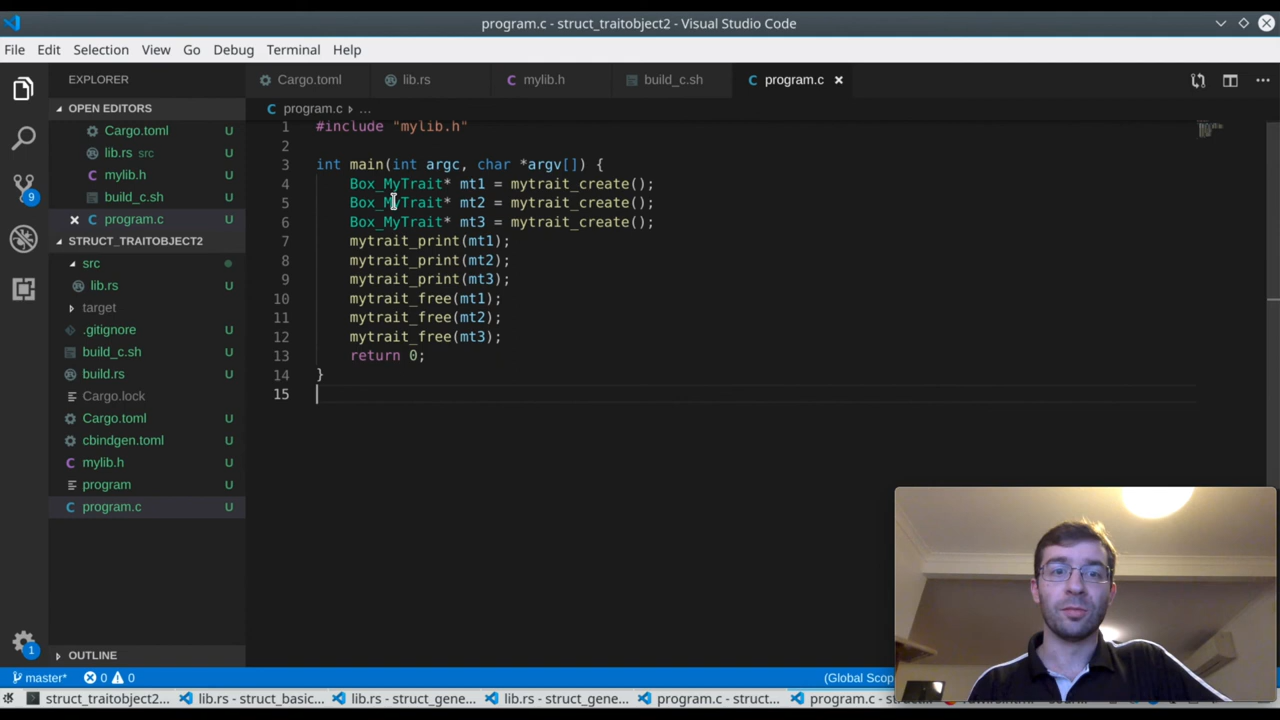 program.c - struct_traitobject2 - Visual Studio Code
File Edit Selection View Go Debug Terminal Help
EXPLORER
Cargo.toml lib.rs mylib.h build_c.sh program.c
OPEN EDITORS
Cargo.toml U
lib.rs src U
mylib.h U
build_c.sh U
program.c U
STRUCT_TRAITOBJECT2
src
lib.rs U
target
.gitignore U
build_c.sh U
build.rs U
Cargo.lock
Cargo.toml U
cbindgen.toml U
mylib.h U
program U
program.c U
OUTLINE
9
1
program.c ...
1 #include "mylib.h"
2
3 int main(int argc, char *argv[]) {
4 Box_MyTrait* mt1 = mytrait_create();
5 Box_MyTrait* mt2 = mytrait_create();
6 Box_MyTrait* mt3 = mytrait_create();
7 mytrait_print(mt1);
8 mytrait_print(mt2);
9 mytrait_print(mt3);
10 mytrait_free(mt1);
11 mytrait_free(mt2);
12 mytrait_free(mt3);
13 return 0;
14 }
15
master* 0 0 (Global Scop
struct_traitobject2... lib.rs - struct_basic... lib.rs - struct_gene... lib.rs - struct_gene... program.c - struct... program.c - struc